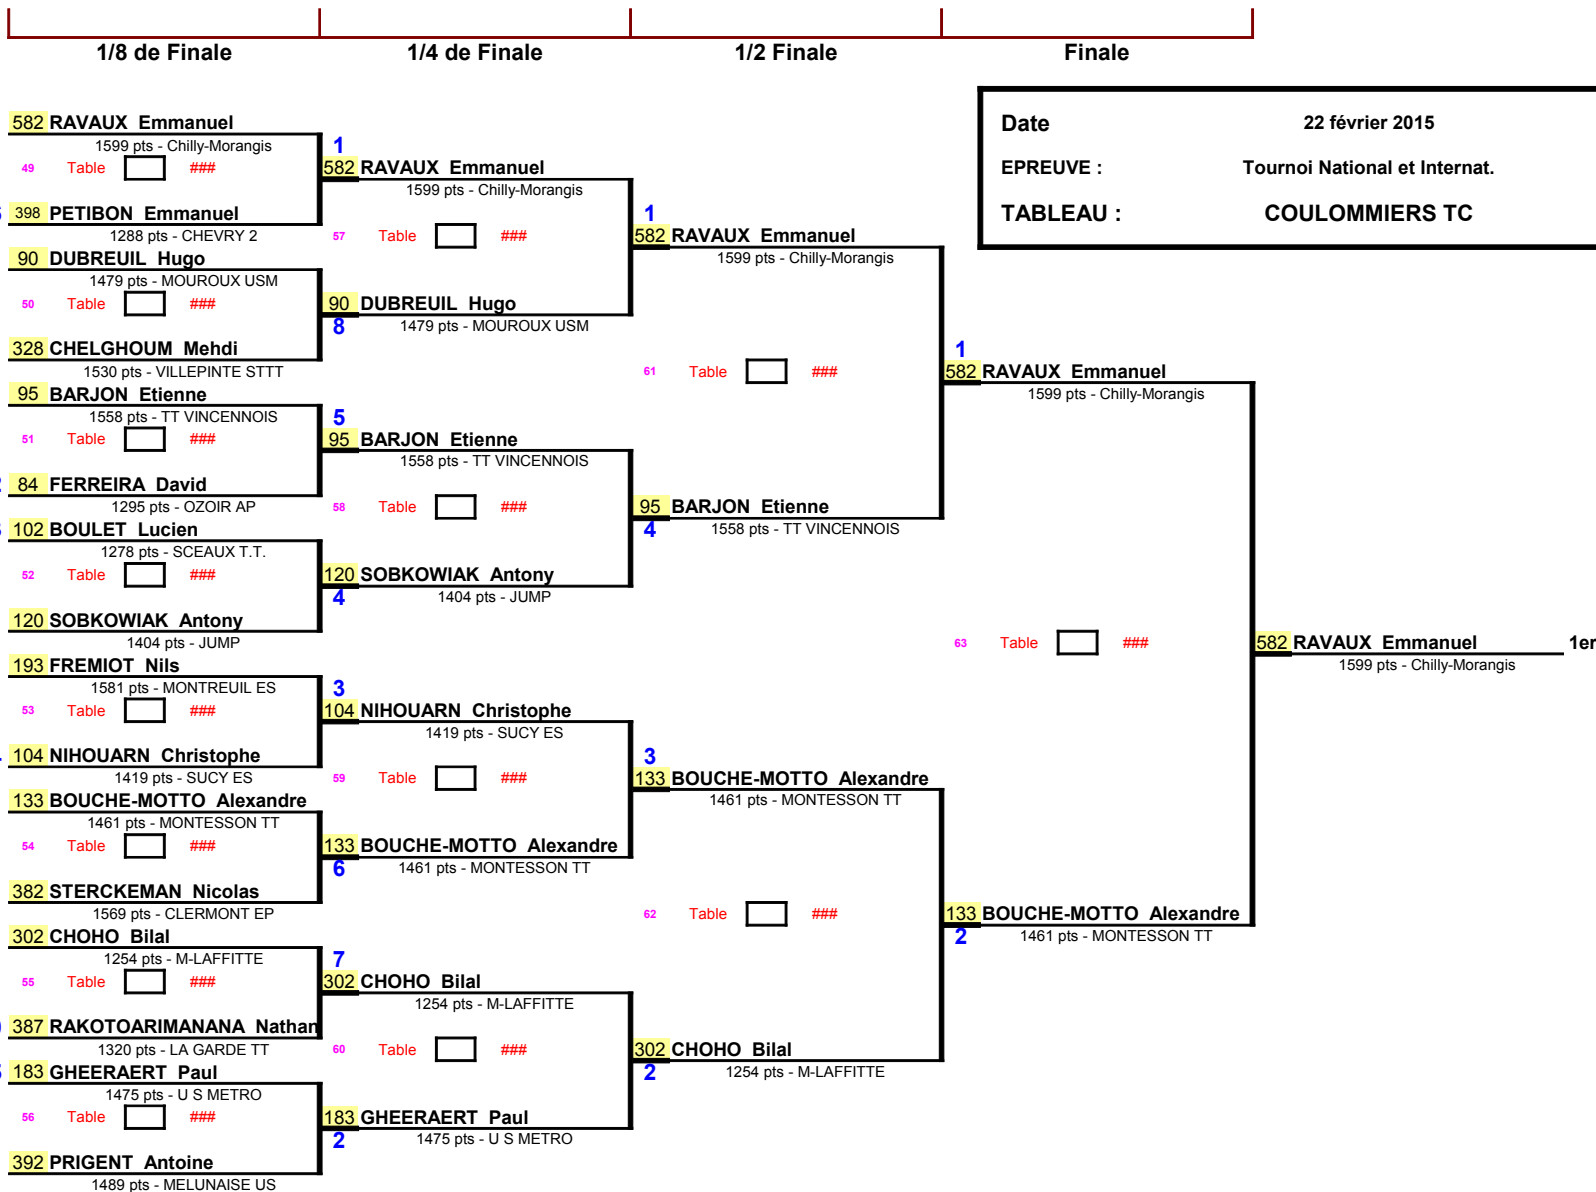 1/8 de Finale
1/4 de Finale
1/2 Finale
Finale
Date 22 février 2015
EPREUVE : Tournoi National et Internat.
TABLEAU : COULOMMIERS TC
582 RAVAUX Emmanuel
1599 pts - Chilly-Morangis
49 Table ###
398 PETIBON Emmanuel
1288 pts - CHEVRY 2
90 DUBREUIL Hugo
1479 pts - MOUROUX USM
50 Table ###
328 CHELGHOUM Mehdi
1530 pts - VILLEPINTE STTT
95 BARJON Etienne
1558 pts - TT VINCENNOIS
51 Table ###
84 FERREIRA David
1295 pts - OZOIR AP
102 BOULET Lucien
1278 pts - SCEAUX T.T.
52 Table ###
120 SOBKOWIAK Antony
1404 pts - JUMP
193 FREMIOT Nils
1581 pts - MONTREUIL ES
53 Table ###
104 NIHOUARN Christophe
1419 pts - SUCY ES
133 BOUCHE-MOTTO Alexandre
1461 pts - MONTESSON TT
54 Table ###
382 STERCKEMAN Nicolas
1569 pts - CLERMONT EP
302 CHOHO Bilal
1254 pts - M-LAFFITTE
55 Table ###
387 RAKOTOARIMANANA Nathan
1320 pts - LA GARDE TT
183 GHEERAERT Paul
1475 pts - U S METRO
56 Table ###
392 PRIGENT Antoine
1489 pts - MELUNAISE US
1
582 RAVAUX Emmanuel
1599 pts - Chilly-Morangis
57 Table ###
90 DUBREUIL Hugo
8
1479 pts - MOUROUX USM
5
95 BARJON Etienne
1558 pts - TT VINCENNOIS
58 Table ###
120 SOBKOWIAK Antony
4
1404 pts - JUMP
3
104 NIHOUARN Christophe
1419 pts - SUCY ES
59 Table ###
133 BOUCHE-MOTTO Alexandre
6
1461 pts - MONTESSON TT
7
302 CHOHO Bilal
1254 pts - M-LAFFITTE
60 Table ###
183 GHEERAERT Paul
2
1475 pts - U S METRO
1
582 RAVAUX Emmanuel
1599 pts - Chilly-Morangis
61 Table ###
95 BARJON Etienne
4
1558 pts - TT VINCENNOIS
3
133 BOUCHE-MOTTO Alexandre
1461 pts - MONTESSON TT
62 Table ###
302 CHOHO Bilal
2
1254 pts - M-LAFFITTE
1
582 RAVAUX Emmanuel
1599 pts - Chilly-Morangis
63 Table ###
133 BOUCHE-MOTTO Alexandre
2
1461 pts - MONTESSON TT
582 RAVAUX Emmanuel 1er
1599 pts - Chilly-Morangis